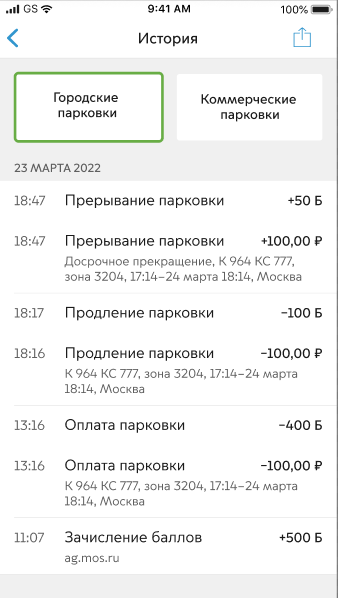 GS 9:41 AM 100%
История
Городские
парковки
Коммерческие
парковки
23 МАРТА 2022
18:47 Прерывание парковки +50 Б
18:47 Прерывание парковки +100,00 ₽
Досрочное прекращение, К 964 КС 777,
зона 3204, 17:14–24 марта 18:14, Москва
18:17 Продление парковки −100 Б
18:16 Продление парковки −100,00 ₽
К 964 КС 777, зона 3204, 17:14–24 марта
18:14, Москва
13:16 Оплата парковки −400 Б
13:16 Оплата парковки −100,00 ₽
К 964 КС 777, зона 3204, 17:14–24 марта
18:14, Москва
11:07 Зачисление баллов +500 Б
ag.mos.ru